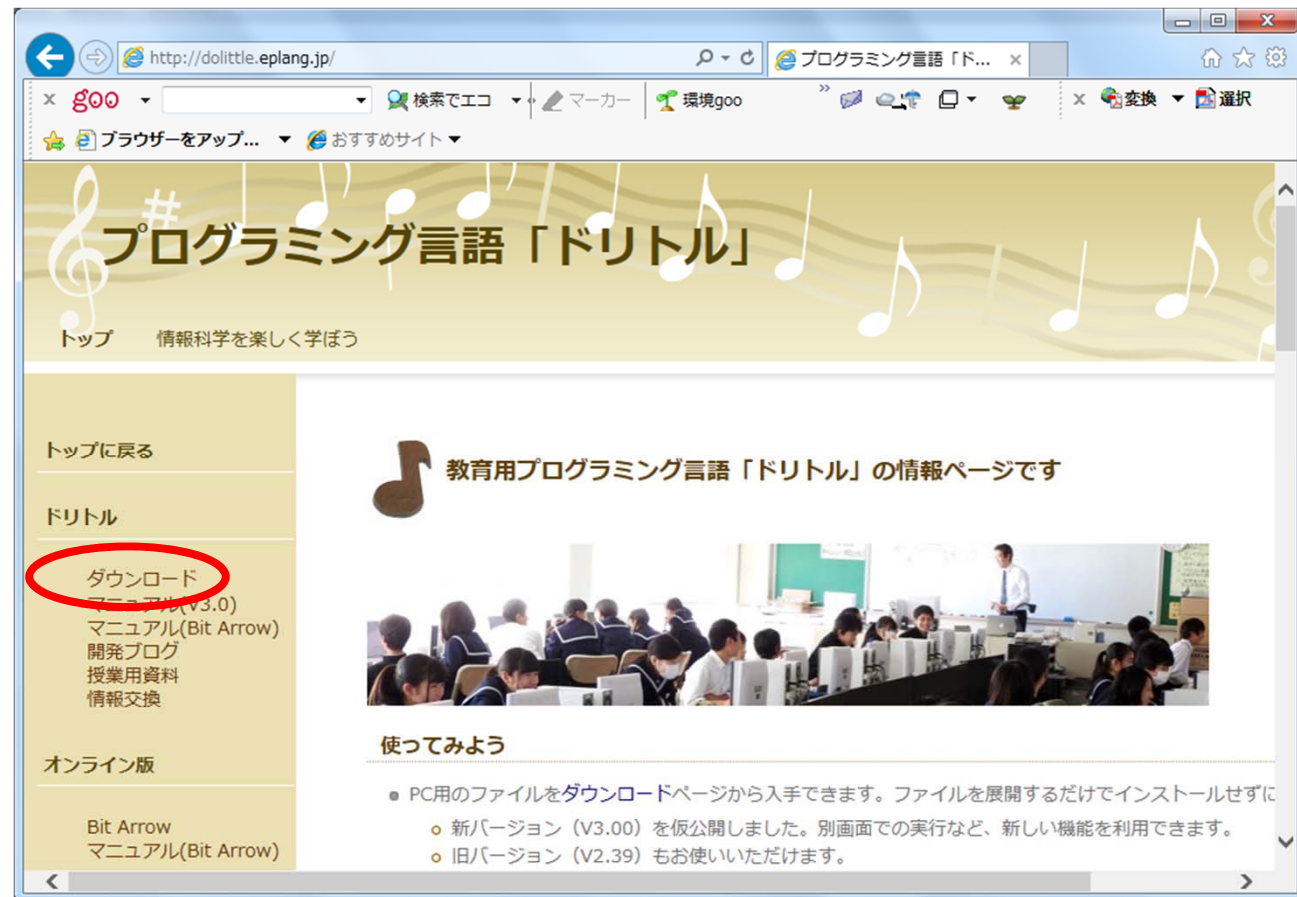 http://dolittle.eplang.jp/
プログラミング言語「ド...
goo
検索でエコ
マーカー
環境goo
変換
選択
ブラウザーをアップ...
おすすめサイト
プログラミング言語「ドリトル」
トップ 情報科学を楽しく学ぼう
トップに戻る
ドリトル
ダウンロード
マニュアル(V3.0)
マニュアル(Bit Arrow)
開発ブログ
授業用資料
情報交換
オンライン版
Bit Arrow
マニュアル(Bit Arrow)
教育用プログラミング言語「ドリトル」の情報ページです
使ってみよう
PC用のファイルをダウンロードページから入手できます。ファイルを展開するだけでインストールせずに
新バージョン（V3.00）を仮公開しました。別画面での実行など、新しい機能を利用できます。
旧バージョン（V2.39）もお使いいただけます。